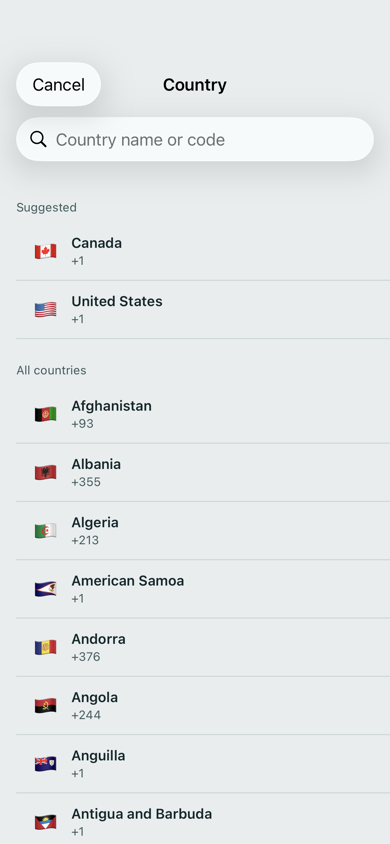 Cancel
Country
Country name or code
Suggested
Canada
+1
United States
+1
All countries
Afghanistan
+93
Albania
+355
Algeria
+213
American Samoa
+1
Andorra
+376
Angola
+244
Anguilla
+1
Antigua and Barbuda
+1